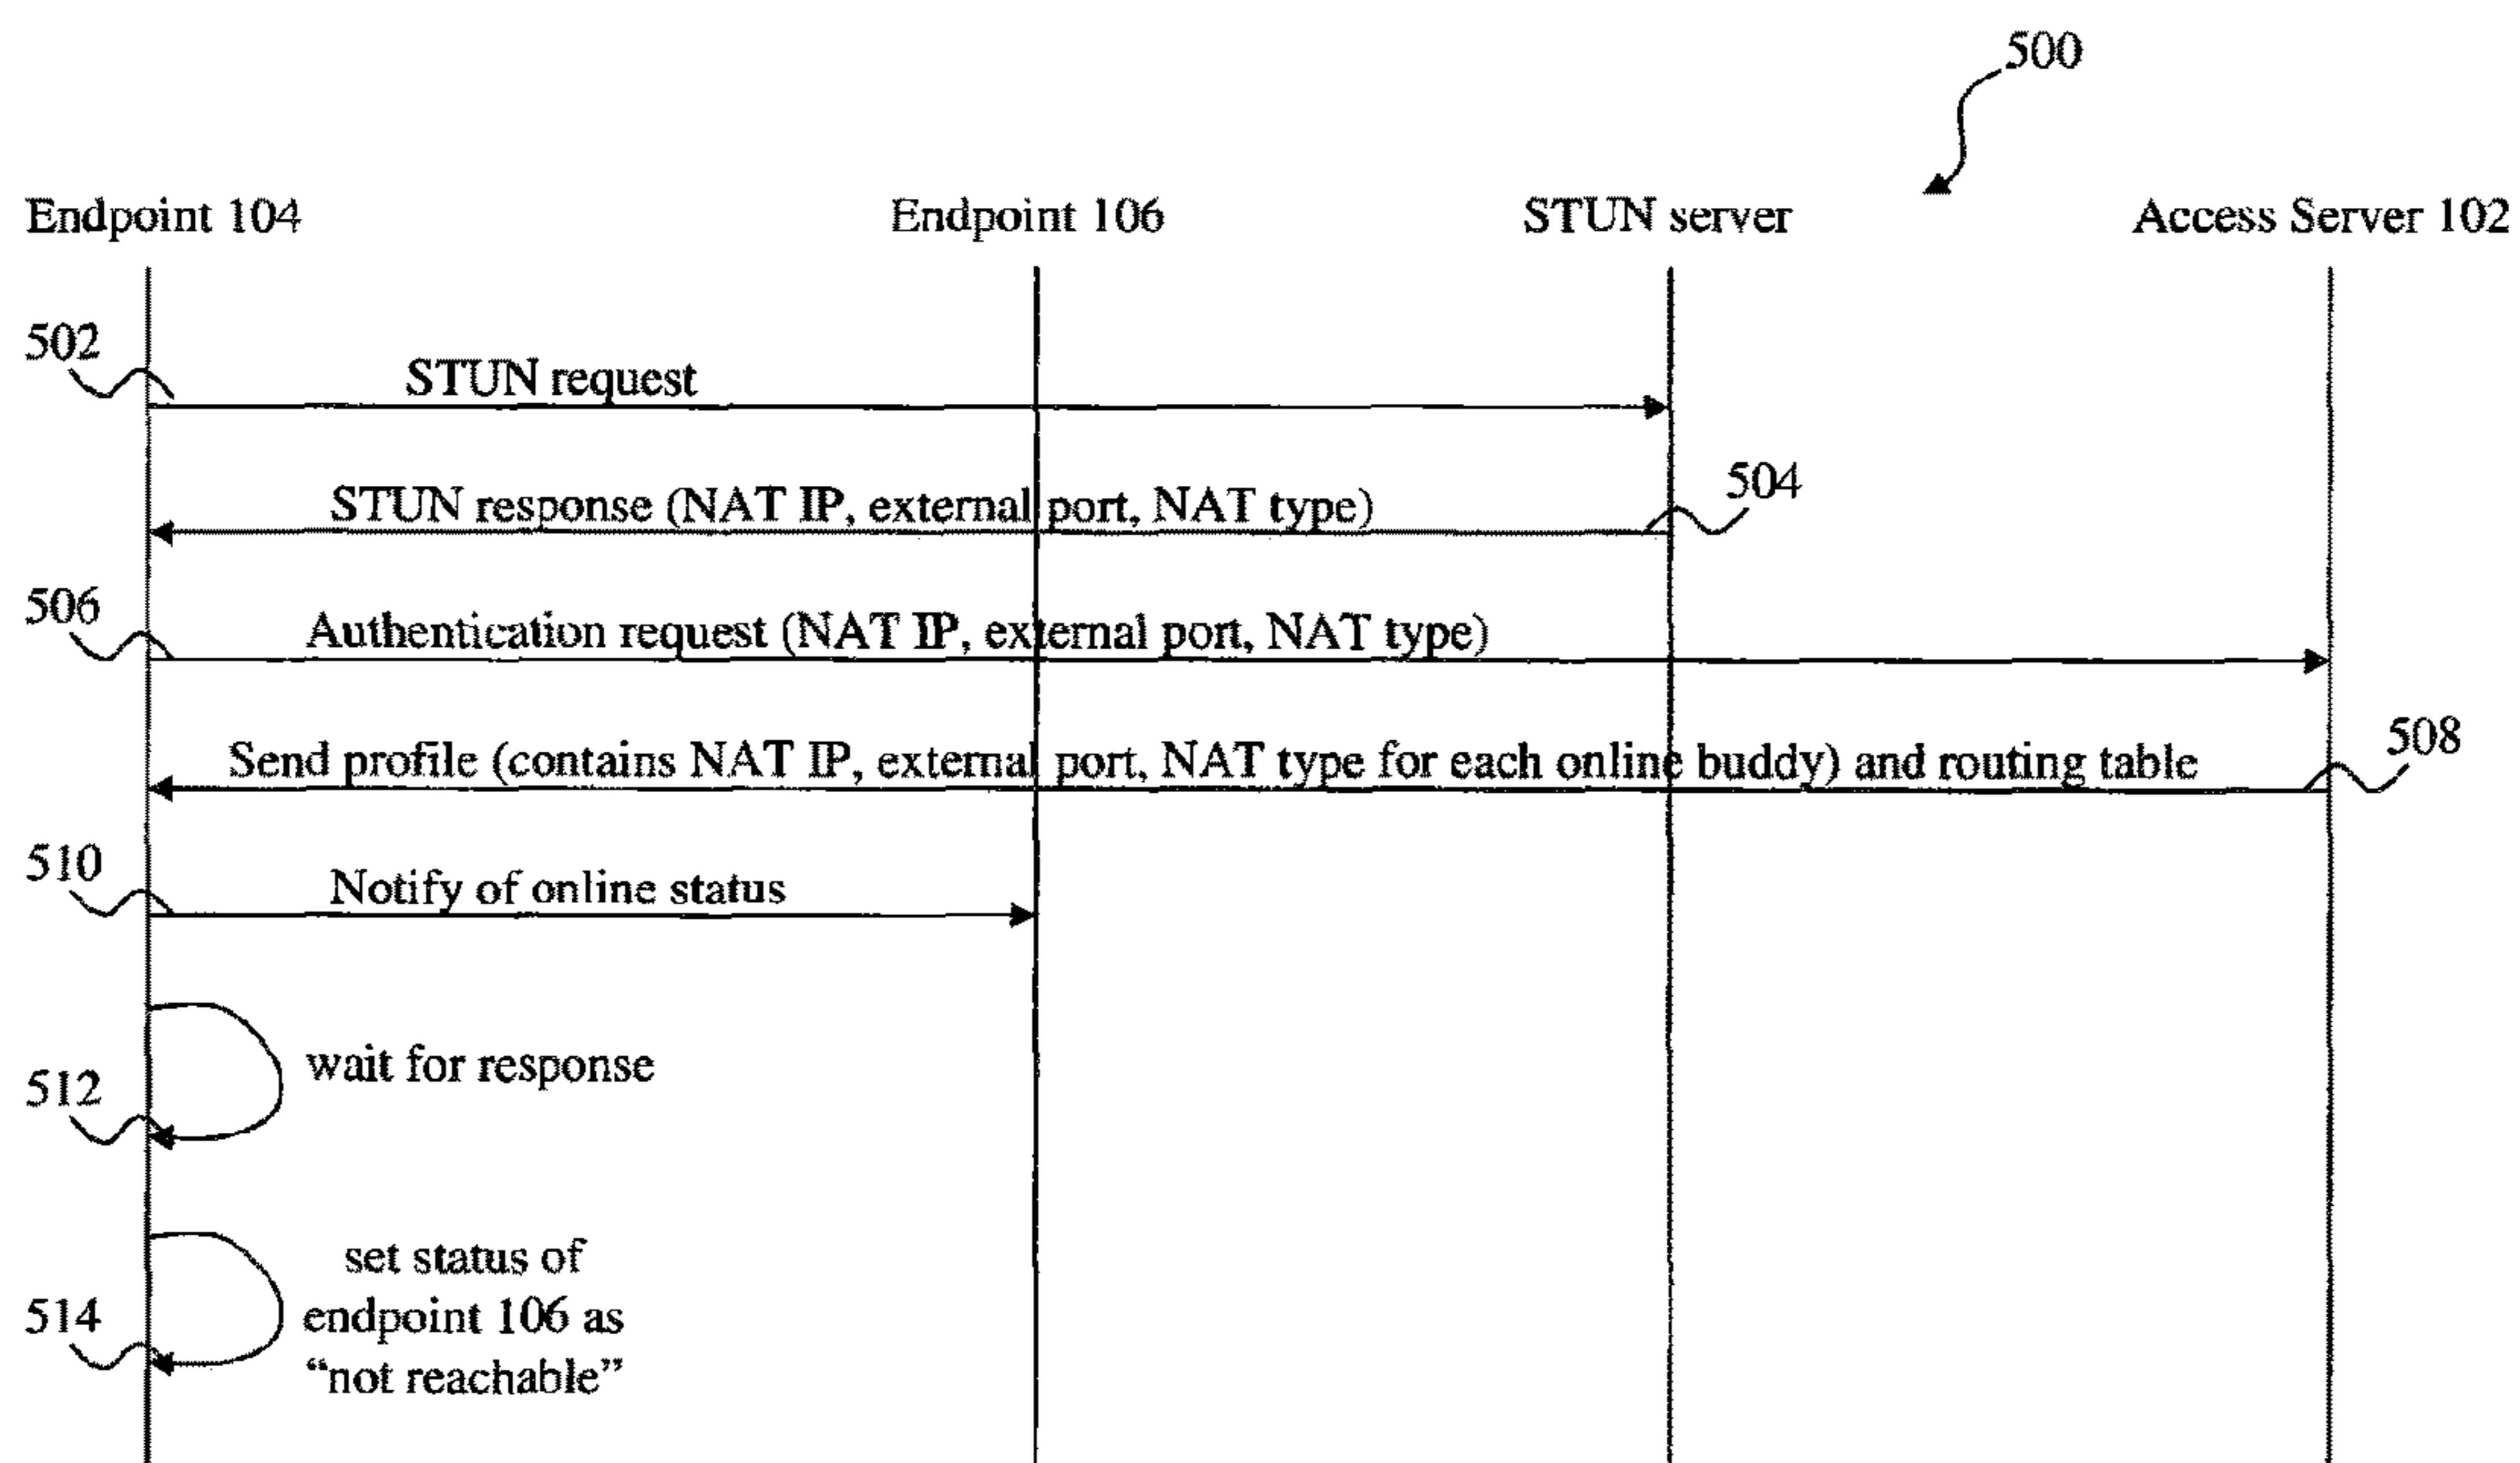 500
Endpoint 104
Endpoint 106
STUN server
Access Server 102
502
STUN request
STUN response (NAT IP, external port, NAT type)
504
506
Authentication request (NAT IP, external port, NAT type)
508
Send profile (contains NAT IP, external port, NAT type for each online buddy) and routing table
510
Notify of online status
wait for response
512
set status of
endpoint 106 as
“not reachable”
514